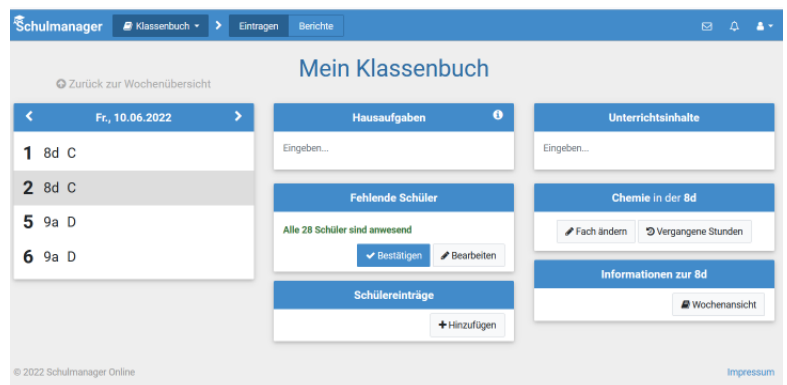 Schulmanager Klassenbuch Eintragen Berichte
Mein Klassenbuch
Zurück zur Wochenübersicht
Fr., 10.06.2022
1 8d C
2 8d C
5 9a D
6 9a D
Hausaufgaben
Eingeben...
Fehlende Schüler
Alle 28 Schüler sind anwesend
Bestätigen Bearbeiten
Schülereinträge
Hinzufügen
Unterrichtsinhalte
Eingeben...
Chemie in der 8d
Fach ändern Vergangene Stunden
Informationen zur 8d
Wochenansicht
© 2022 Schulmanager Online Impressum